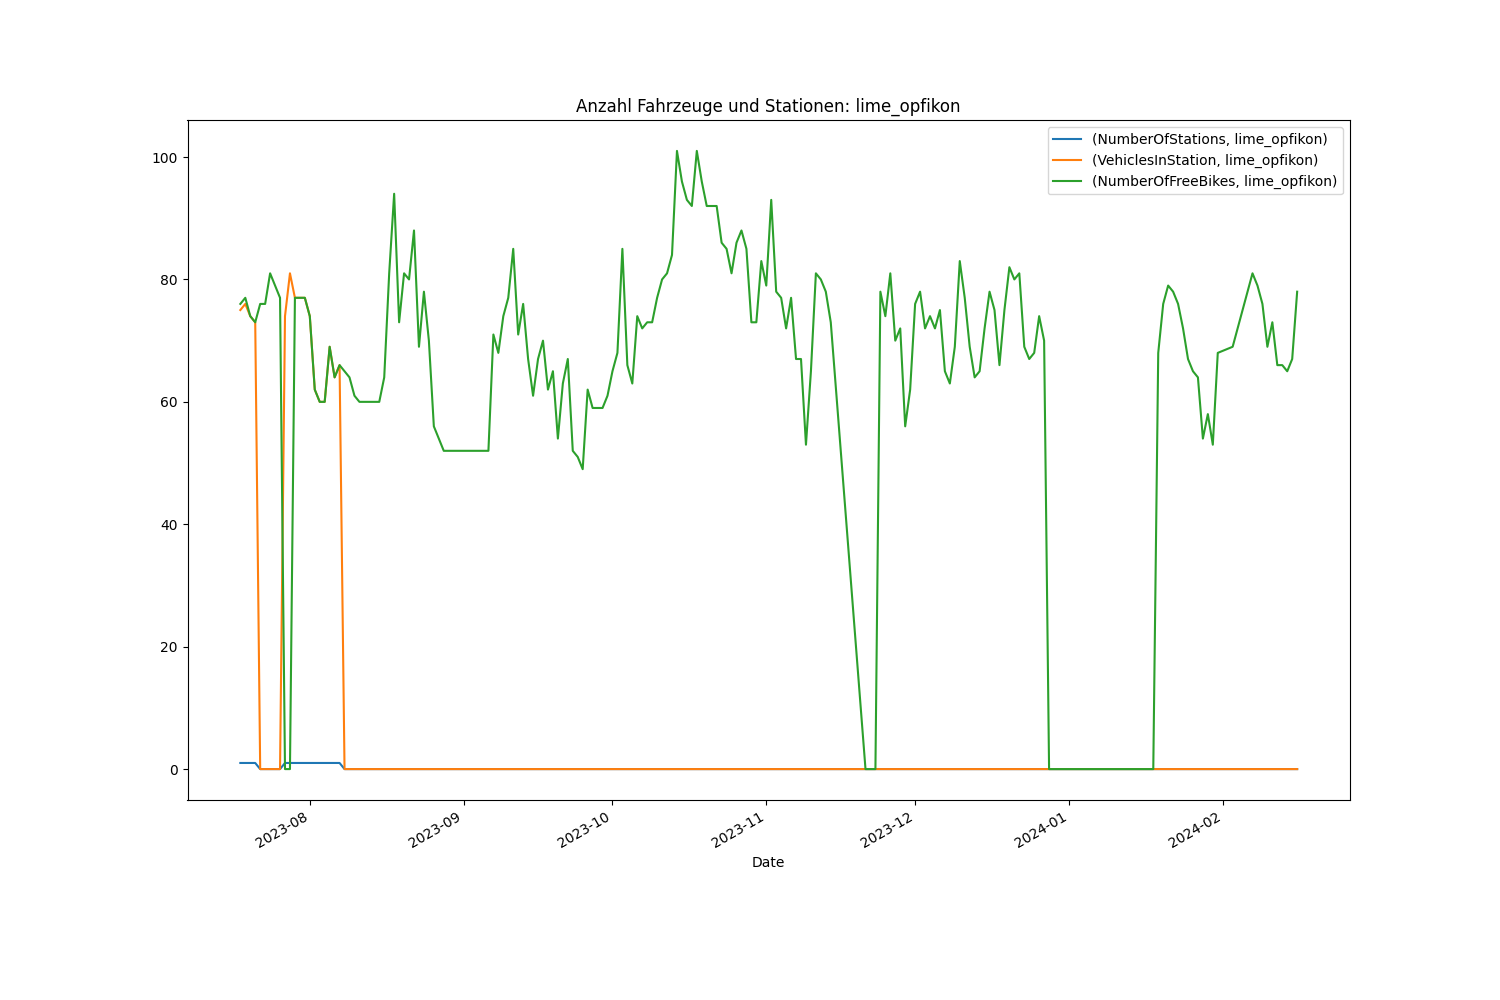 Anzahl Fahrzeuge und Stationen: lime_opfikon
(NumberOfStations, lime_opfikon)
(VehiclesInStation, lime_opfikon)
(NumberOfFreeBikes, lime_opfikon)
100
80
60
40
20
0
2023-08
2023-09
2023-10
2023-11
2023-12
2024-01
2024-02
Date